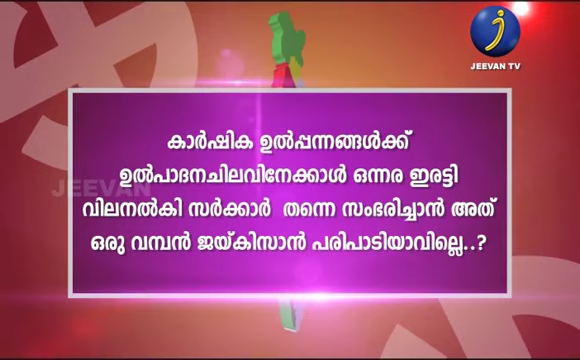 JEEVAN TV
കാർഷിക ഉൽപ്പന്നങ്ങൾക്ക്
ഉൽപാദനചിലവിനേക്കാൾ ഒന്നര ഇരട്ടി
JEEVAN
വിലനൽകി സർക്കാർ തന്നെ സംഭരിച്ചാൻ അത്
ഒരു വമ്പൻ ജയ്കിസാൻ പരിപാടിയാവില്ലെ..?